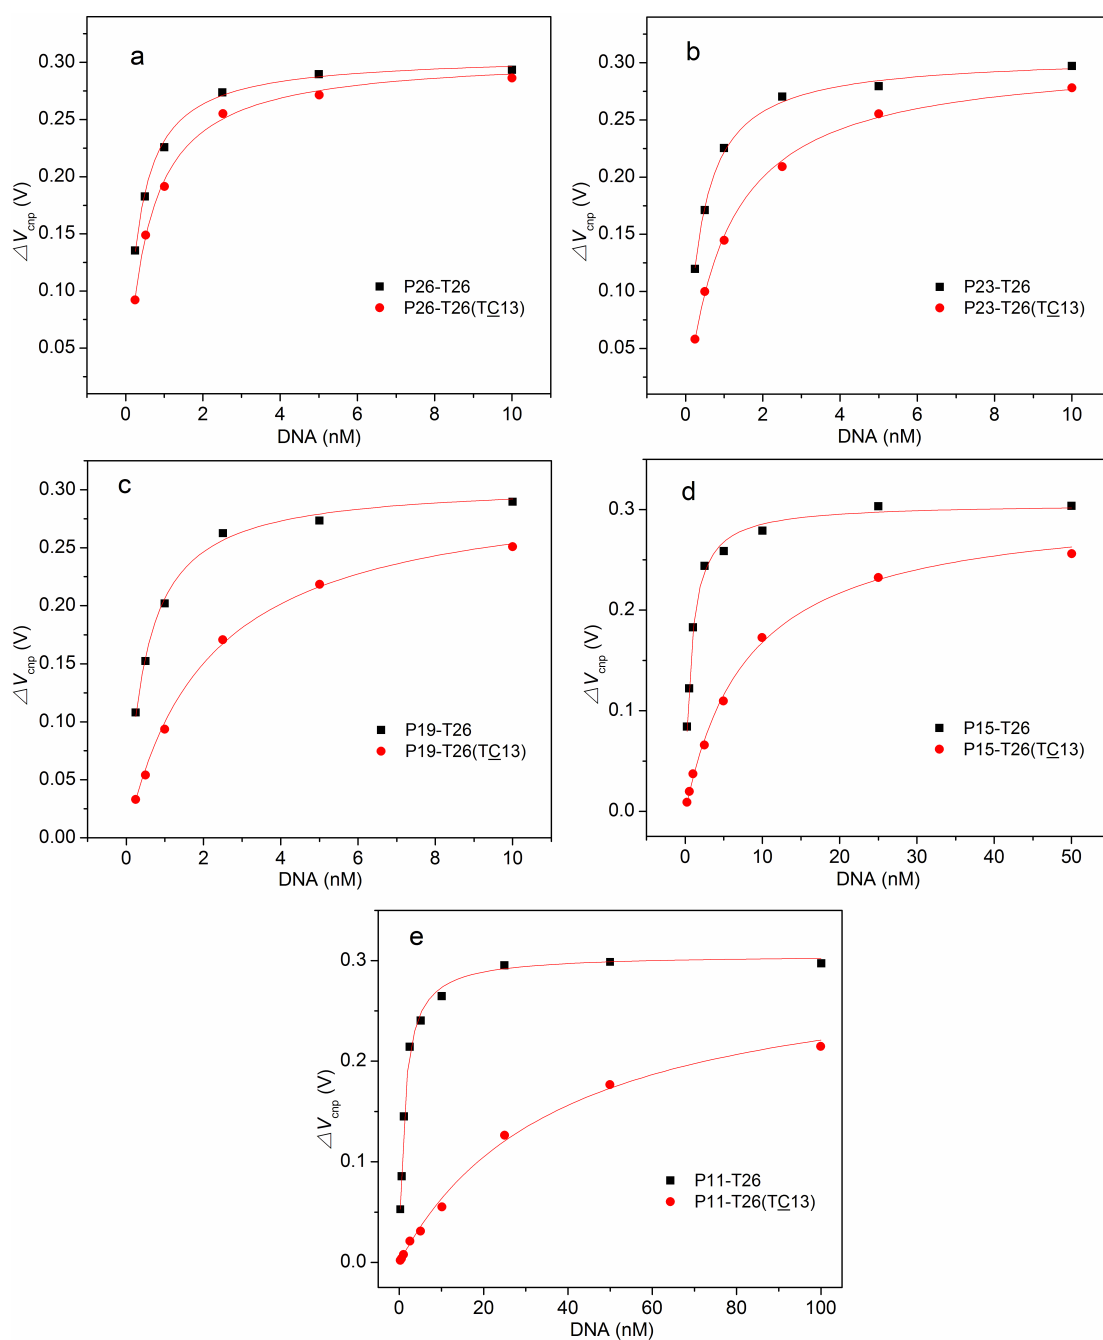 a
0.30
0.25
0.20
0.15
0.10
0.05
△Vcnp (V)
P26-T26
P26-T26(TC13)
0 2 4 6 8 10
DNA (nM)
b
0.30
0.25
0.20
0.15
0.10
0.05
△Vcnp (V)
P23-T26
P23-T26(TC13)
0 2 4 6 8 10
DNA (nM)
c
0.30
0.25
0.20
0.15
0.10
0.05
0.00
△Vcnp (V)
P19-T26
P19-T26(TC13)
0 2 4 6 8 10
DNA (nM)
d
0.3
0.2
0.1
0.0
△Vcnp (V)
P15-T26
P15-T26(TC13)
0 10 20 30 40 50
DNA (nM)
e
0.3
0.2
0.1
0.0
△Vcnp (V)
P11-T26
P11-T26(TC13)
0 20 40 60 80 100
DNA (nM)